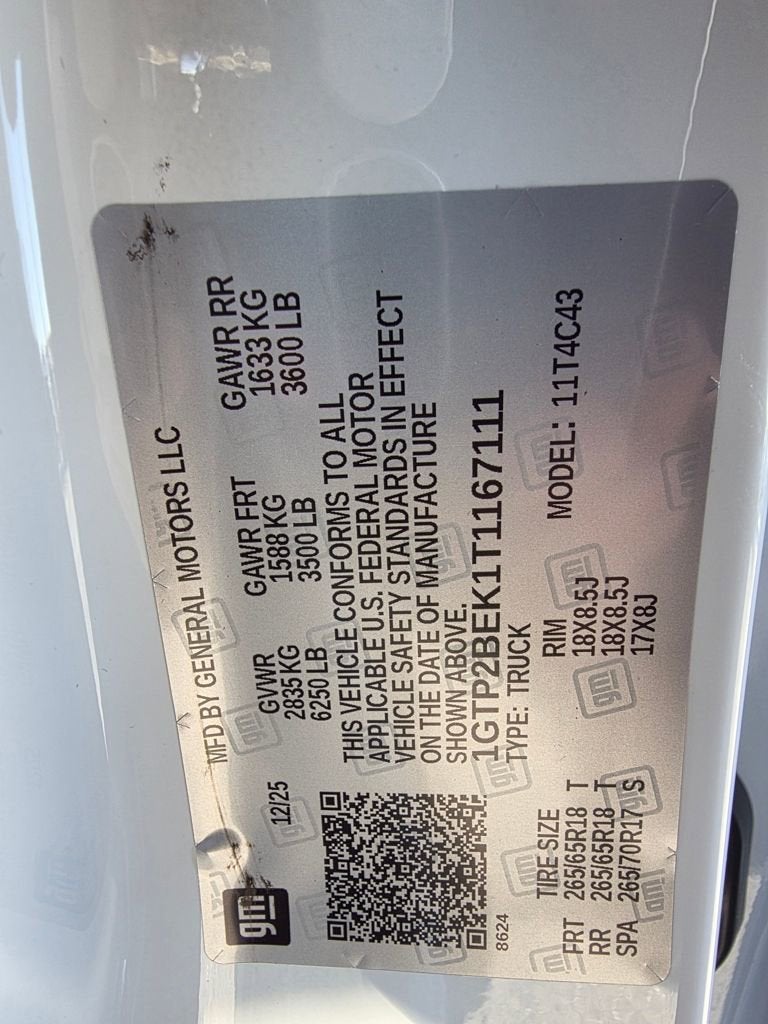 gm
12/25
MFD BY GENERAL MOTORS LLC
GVWR GAWR FRT GAWR RR
2835 KG 1588 KG 1633 KG
6250 LB 3500 LB 3600 LB
THIS VEHICLE CONFORMS TO ALL
APPLICABLE U.S. FEDERAL MOTOR
VEHICLE SAFETY STANDARDS IN EFFECT
ON THE DATE OF MANUFACTURE
SHOWN ABOVE.
1GTP2BEK1T1167111
8624
TYPE: TRUCK
MODEL: 11T4C43
TIRE SIZE RIM
FRT 265/65R18 T 18X8.5J
RR 265/65R18 T 18X8.5J
SPA 265/70R17 S 17X8J